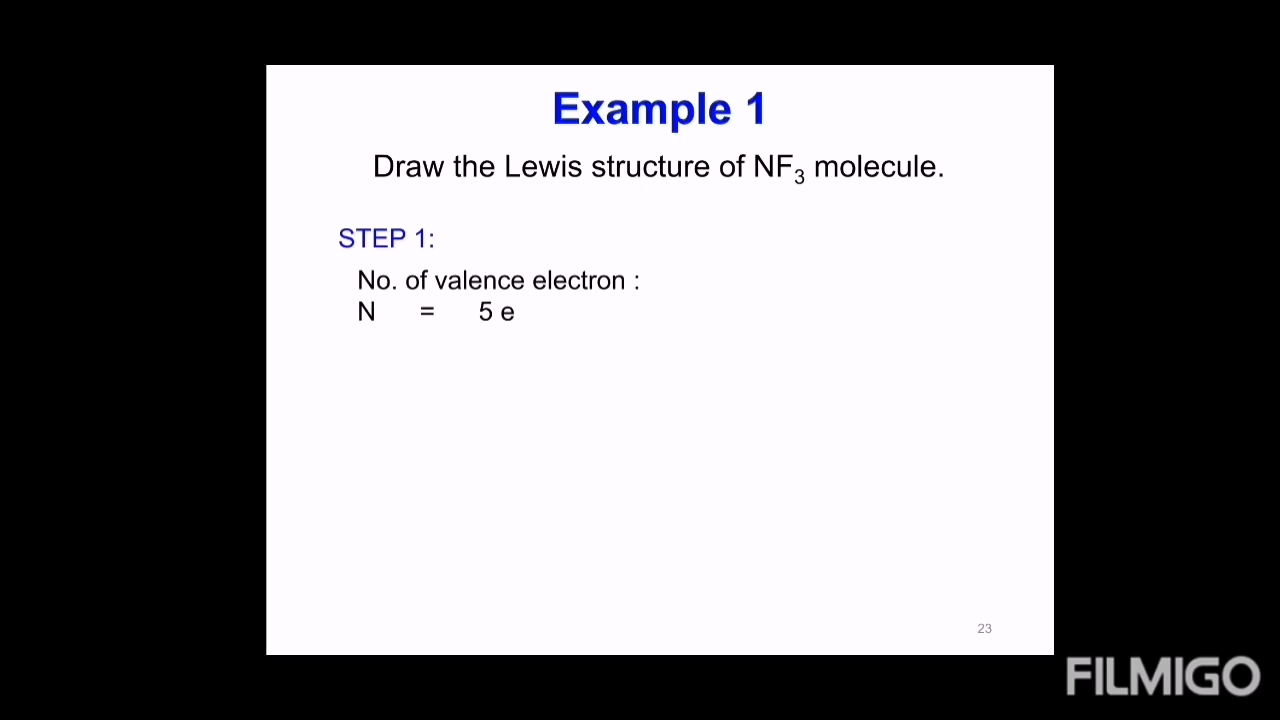 Example 1
Draw the Lewis structure of NF₃ molecule.
STEP 1:
No. of valence electron :
N = 5 e
23
FILMIGO